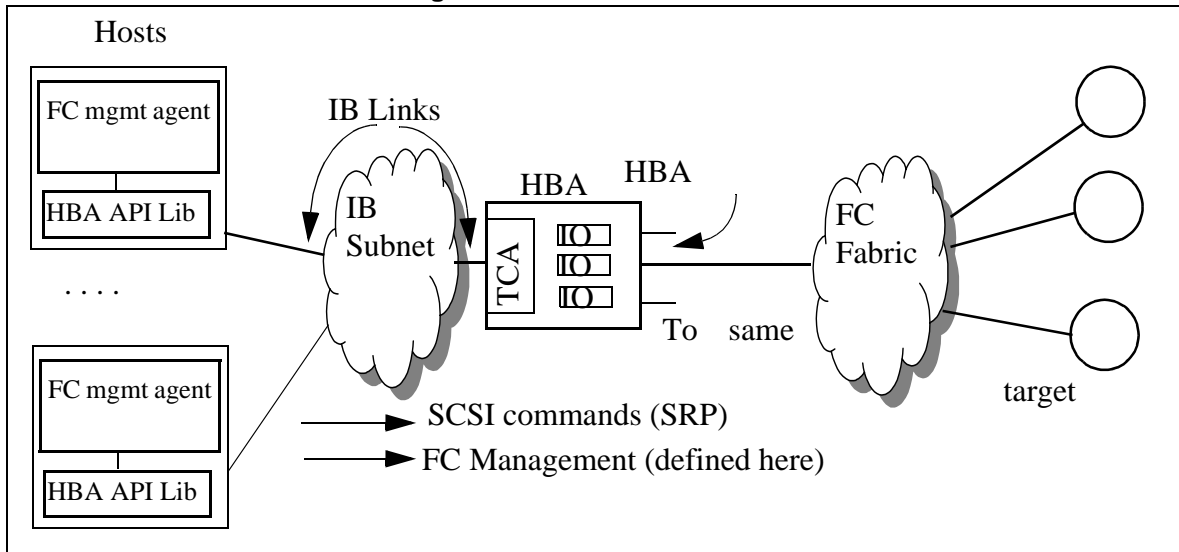 Hosts
FC mgmt agent
HBA API Lib
. . . .
FC mgmt agent
HBA API Lib
IB Links
IB
Subnet
HBA
TCA
IO
IO
IO
HBA
To same
FC
Fabric
target
SCSI commands (SRP)
FC Management (defined here)